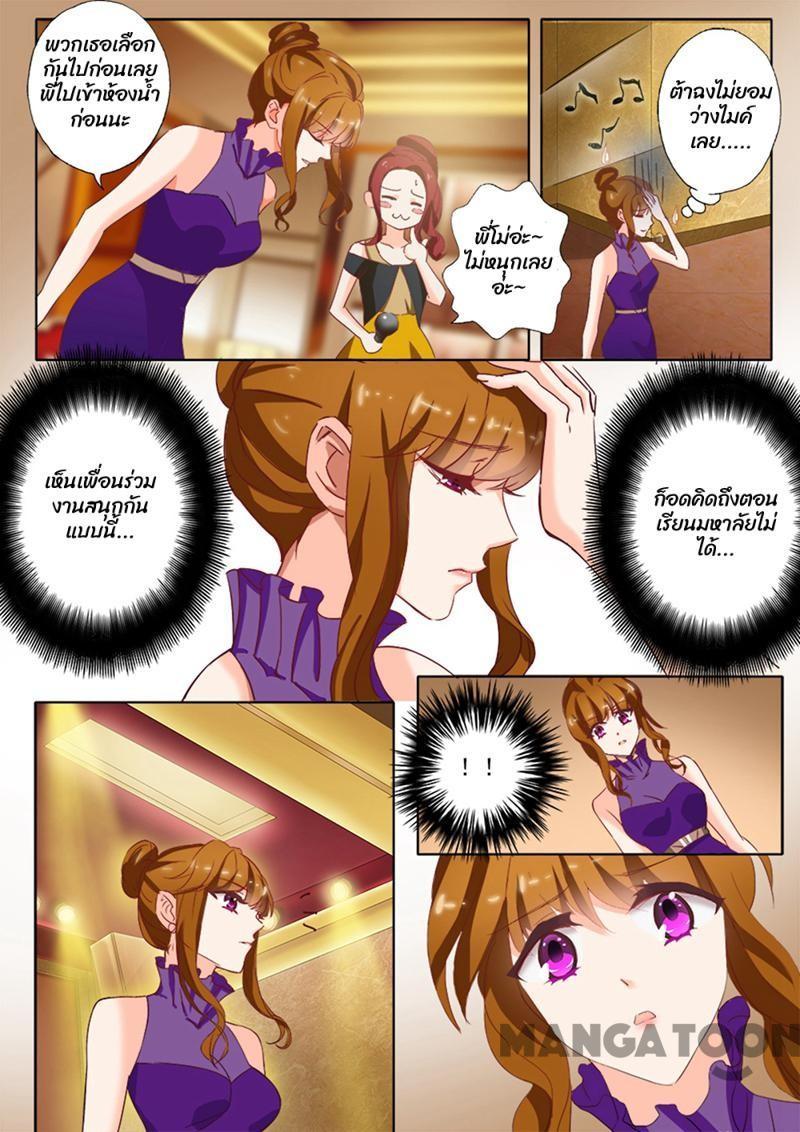 พวกเธอเลือก
กันไปก่อนเลย
พี่ไปเข้าห้องน้ำ
ก่อนนะ
พี่โม่อ่ะ~
ไม่หนุกเลย
อ่ะ~
ต้าฉงไม่ยอม
วางไมค์
เลย.....
เห็นเพื่อนร่วม
งานสนุกกัน
แบบนี้...
ก็อดคิดถึงตอน
เรียนมหาลัยไม่
ได้...
！！
MANGATOON